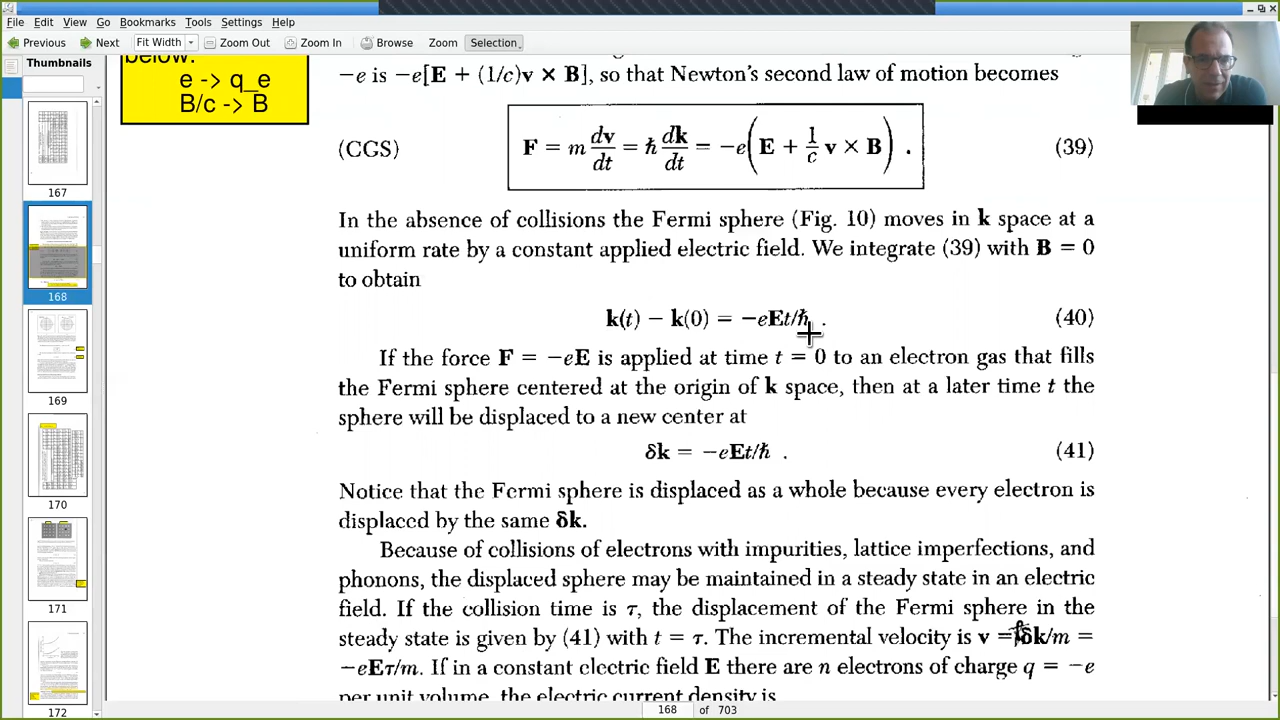 File Edit View Go Bookmarks Tools Settings Help
Previous Next Fit Width Zoom Out Zoom In Browse Zoom Selection
Thumbnails
167
168
169
170
171
172
below:
e -> q_e
B/c -> B
−e is −e[E + (1/c)v × B], so that Newton's second law of motion becomes
(CGS) F = m dv/dt = ℏ dk/dt = −e(E + 1/c v × B) . (39)
In the absence of collisions the Fermi sphere (Fig. 10) moves in k space at a
uniform rate by a constant applied electric field. We integrate (39) with B = 0
to obtain
k(t) − k(0) = −eEt/ℏ . (40)
If the force F = −eE is applied at time t = 0 to an electron gas that fills
the Fermi sphere centered at the origin of k space, then at a later time t the
sphere will be displaced to a new center at
δk = −eEt/ℏ . (41)
Notice that the Fermi sphere is displaced as a whole because every electron is
displaced by the same δk.
Because of collisions of electrons with impurities, lattice imperfections, and
phonons, the displaced sphere may be maintained in a steady state in an electric
field. If the collision time is τ, the displacement of the Fermi sphere in the
steady state is given by (41) with t = τ. The incremental velocity is v = ℏδk/m =
−eEτ/m. If in a constant electric field E there are n electrons of charge q = −e
per unit volume, the electric current density is
168 of 703